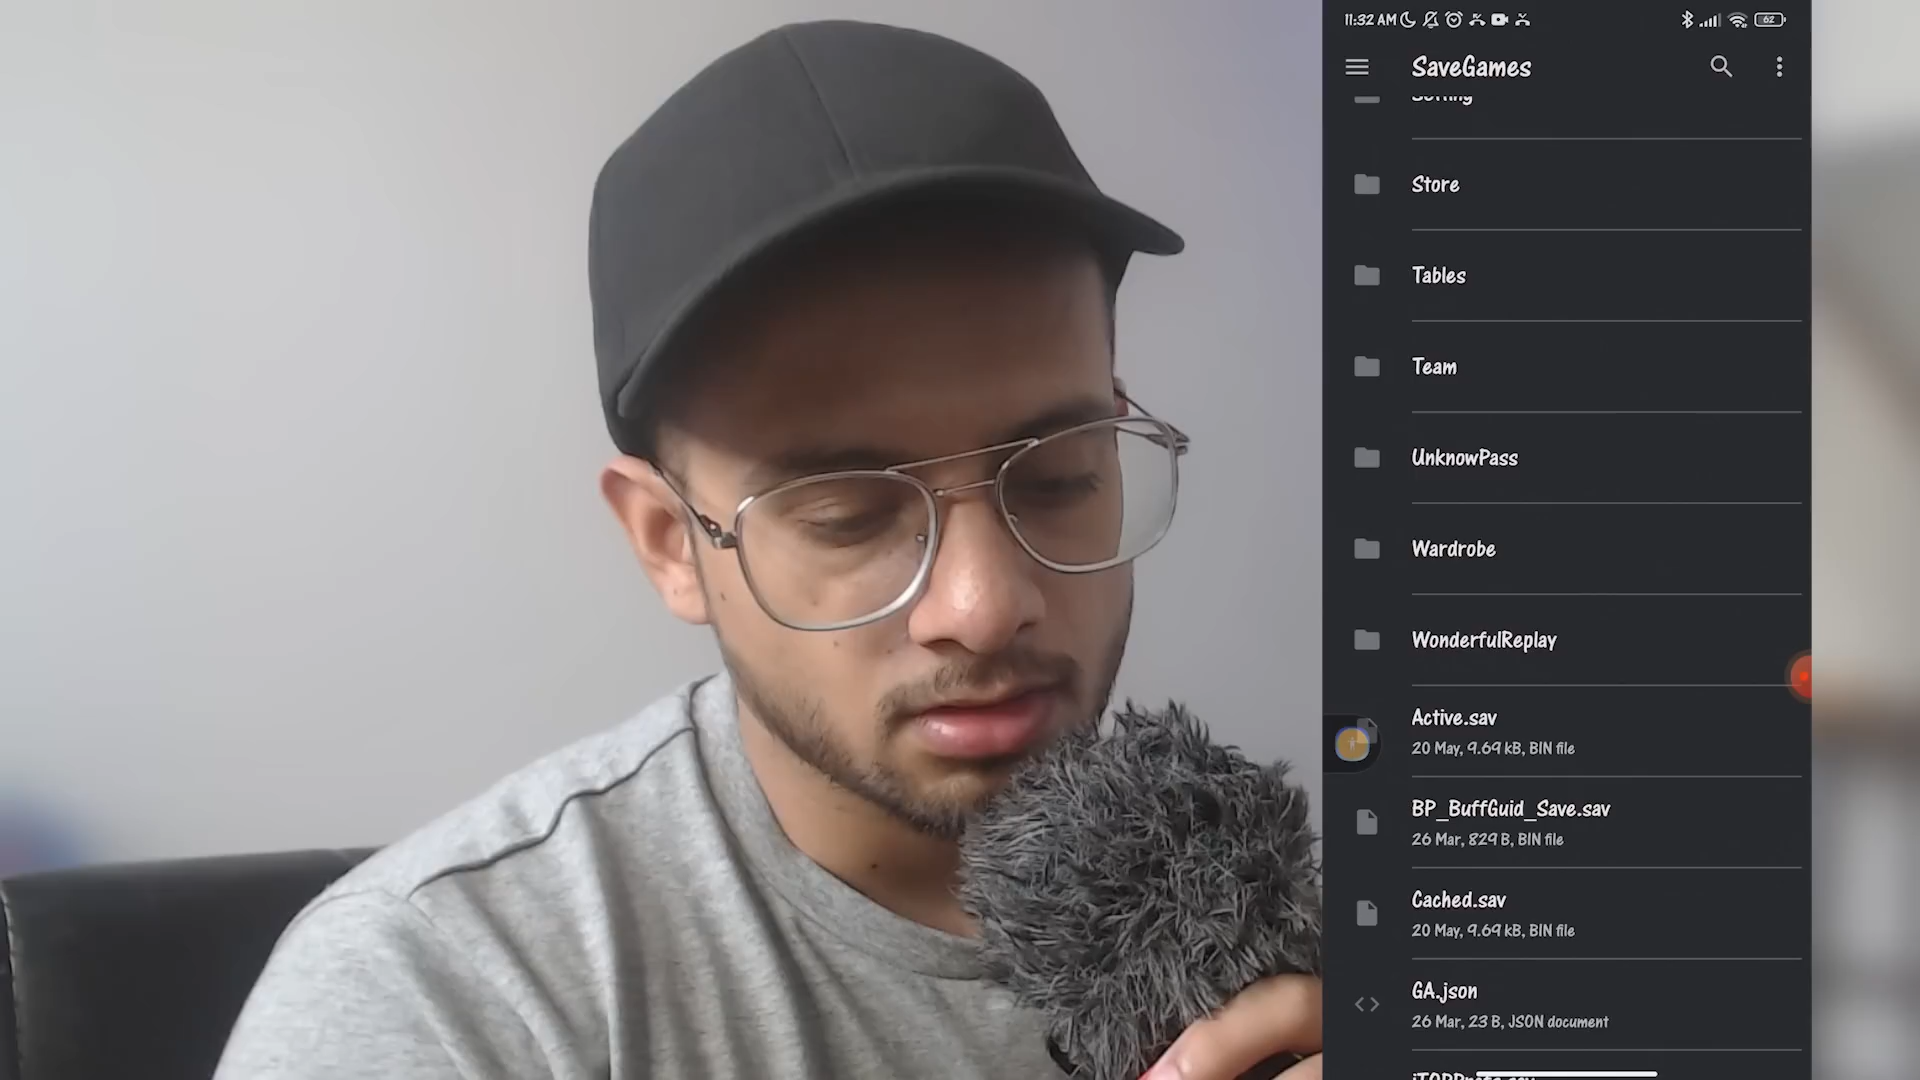 11:32 AM
62
SaveGames
Store
Tables
Team
UnknowPass
Wardrobe
WonderfulReplay
Active.sav
20 May, 9.69 kB, BIN file
BP_BuffGuid_Save.sav
26 Mar, 829 B, BIN file
Cached.sav
20 May, 9.69 kB, BIN file
GA.json
26 Mar, 23 B, JSON document